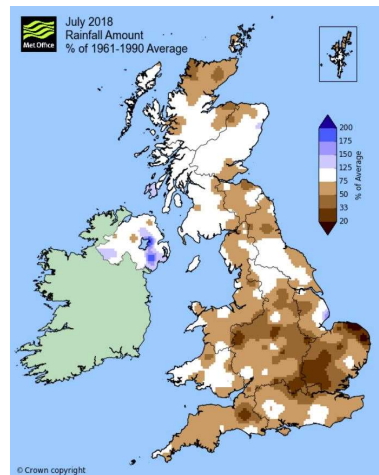 Met Office
July 2018
Rainfall Amount
% of 1961-1990 Average
200
175
150
125
75
50
33
20
% of Average
© Crown copyright